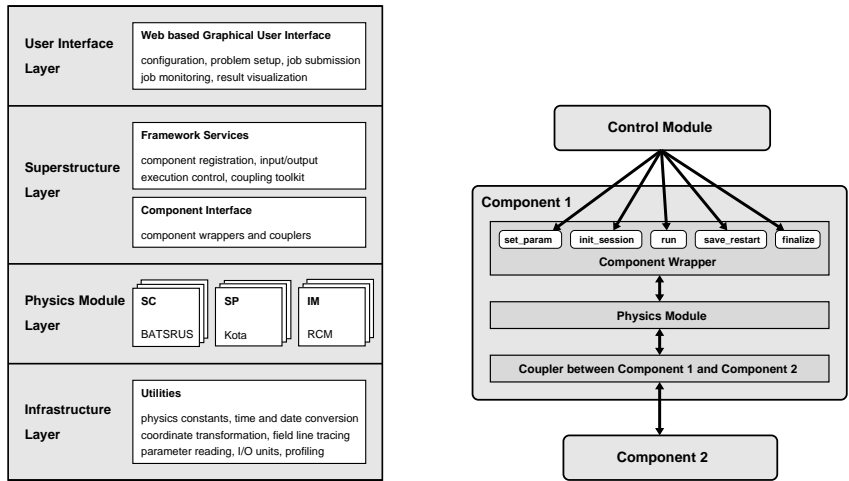 User Interface
Layer
Web based Graphical User Interface
configuration, problem setup, job submission
job monitoring, result visualization
Superstructure
Layer
Framework Services
component registration, input/output
execution control, coupling toolkit
Component Interface
component wrappers and couplers
Physics Module
Layer
SC
BATSRUS
SP
Kota
IM
RCM
Infrastructure
Layer
Utilities
physics constants, time and date conversion
coordinate transformation, field line tracing
parameter reading, I/O units, profiling
Control Module
Component 1
set_param
init_session
run
save_restart
finalize
Component Wrapper
Physics Module
Coupler between Component 1 and Component 2
Component 2